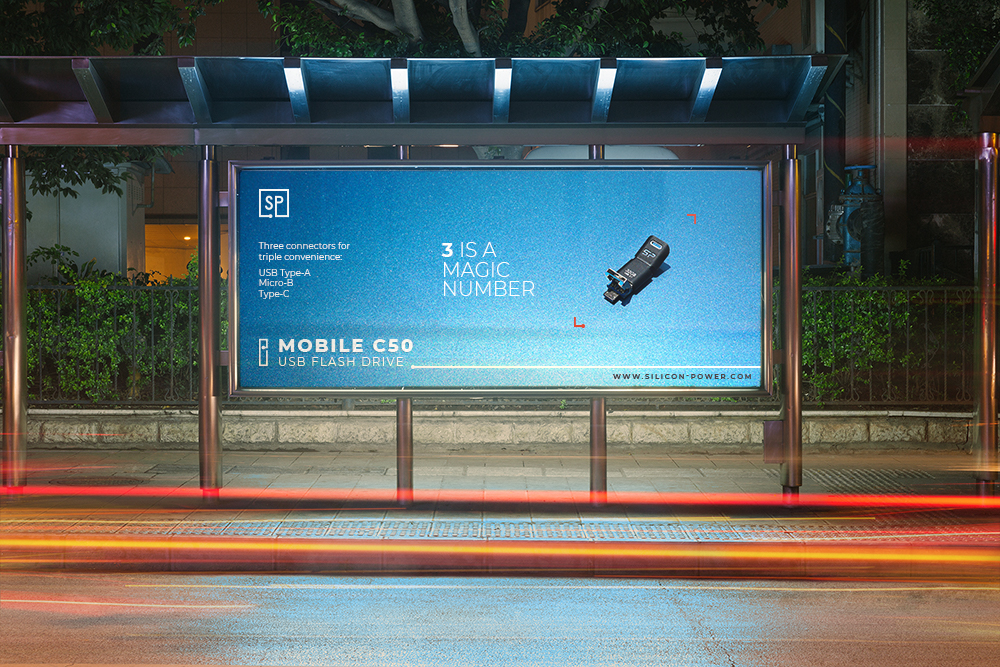 SP
Three connectors for
triple convenience:
USB Type-A
Micro-B
Type-C
3 IS A
MAGIC
NUMBER
SP
MOBILE C50
USB FLASH DRIVE
WWW.SILICON-POWER.COM